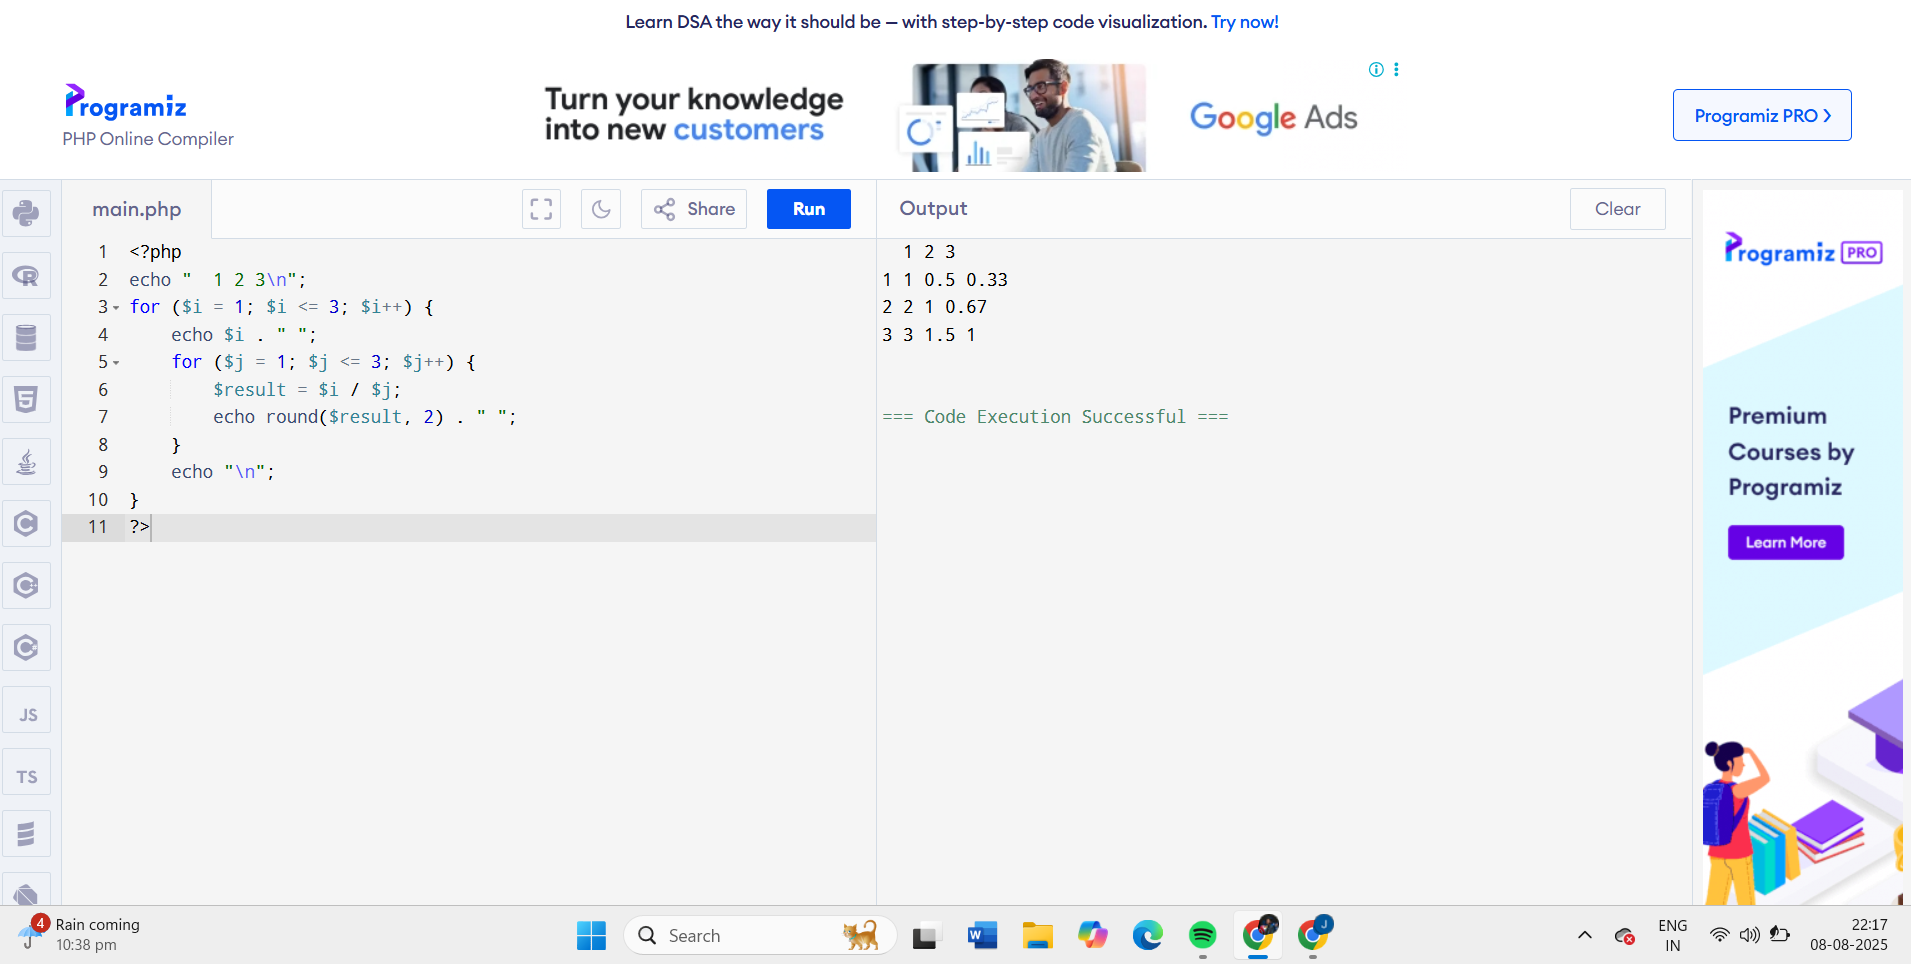 Learn DSA the way it should be — with step-by-step code visualization. Try now!
Programiz
PHP Online Compiler
Turn your knowledge
into new customers
Google Ads
Programiz PRO
main.php
Share
Run
Output
Clear
1 <?php
2 echo "  1 2 3\n";
3 for ($i = 1; $i <= 3; $i++) {
4     echo $i . " ";
5     for ($j = 1; $j <= 3; $j++) {
6         $result = $i / $j;
7         echo round($result, 2) . " ";
8     }
9     echo "\n";
10 }
11 ?>
  1 2 3
1 1 0.5 0.33
2 2 1 0.67
3 3 1.5 1
=== Code Execution Successful ===
Programiz PRO
Premium
Courses by
Programiz
Learn More
JS
TS
4
Rain coming
10:38 pm
Search
W
J
ENG
IN
22:17
08-08-2025